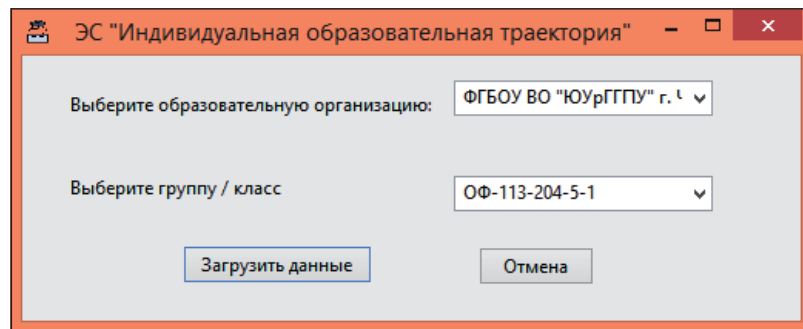 ЭС "Индивидуальная образовательная траектория"
Выберите образовательную организацию:
ФГБОУ ВО "ЮУрГГПУ" г.
Выберите группу / класс
ОФ-113-204-5-1
Загрузить данные
Отмена